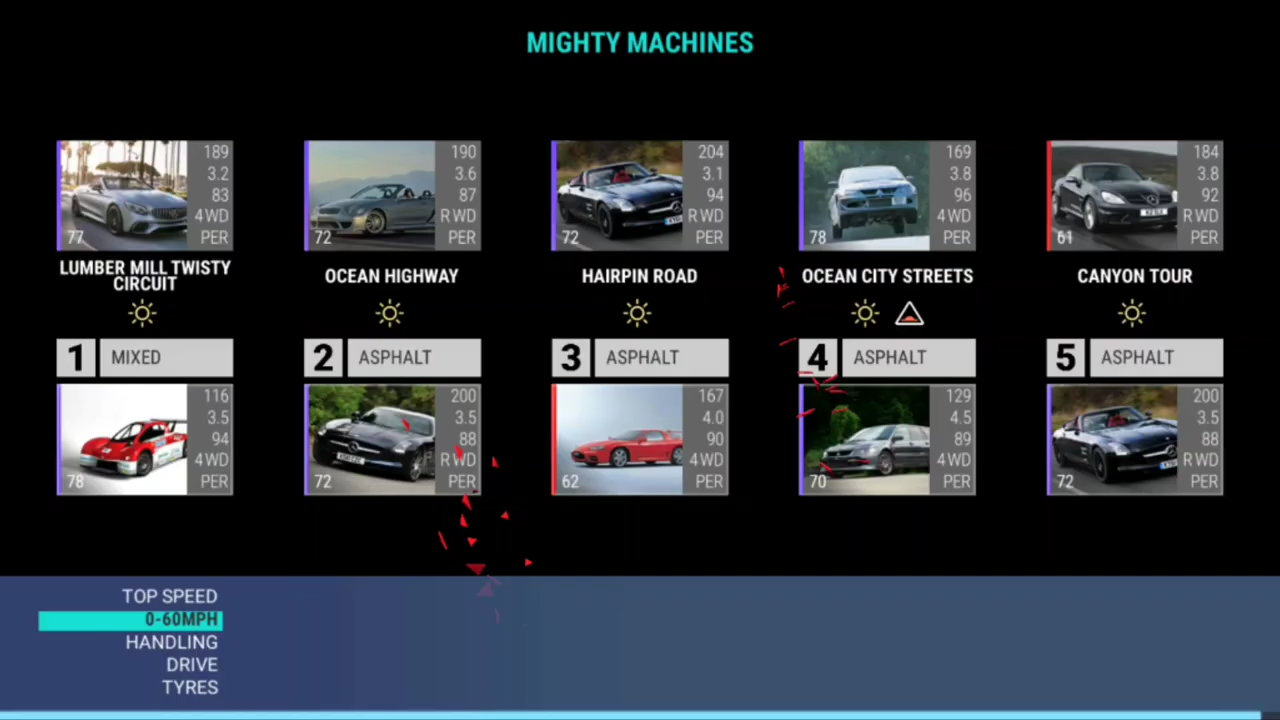 MIGHTY MACHINES
189
3.2
83
4WD
77 PER
190
3.6
87
RWD
72 PER
204
3.1
94
RWD
72 PER
169
3.8
96
4WD
78 PER
184
3.8
92
RWD
61 PER
LUMBER MILL TWISTY
CIRCUIT
OCEAN HIGHWAY
HAIRPIN ROAD
OCEAN CITY STREETS
CANYON TOUR
1 MIXED
2 ASPHALT
3 ASPHALT
4 ASPHALT
5 ASPHALT
116
3.5
94
4WD
78 PER
200
3.5
88
RWD
72 PER
167
4.0
90
4WD
62 PER
129
4.5
89
4WD
70 PER
200
3.5
88
RWD
72 PER
TOP SPEED
0-60MPH
HANDLING
DRIVE
TYRES